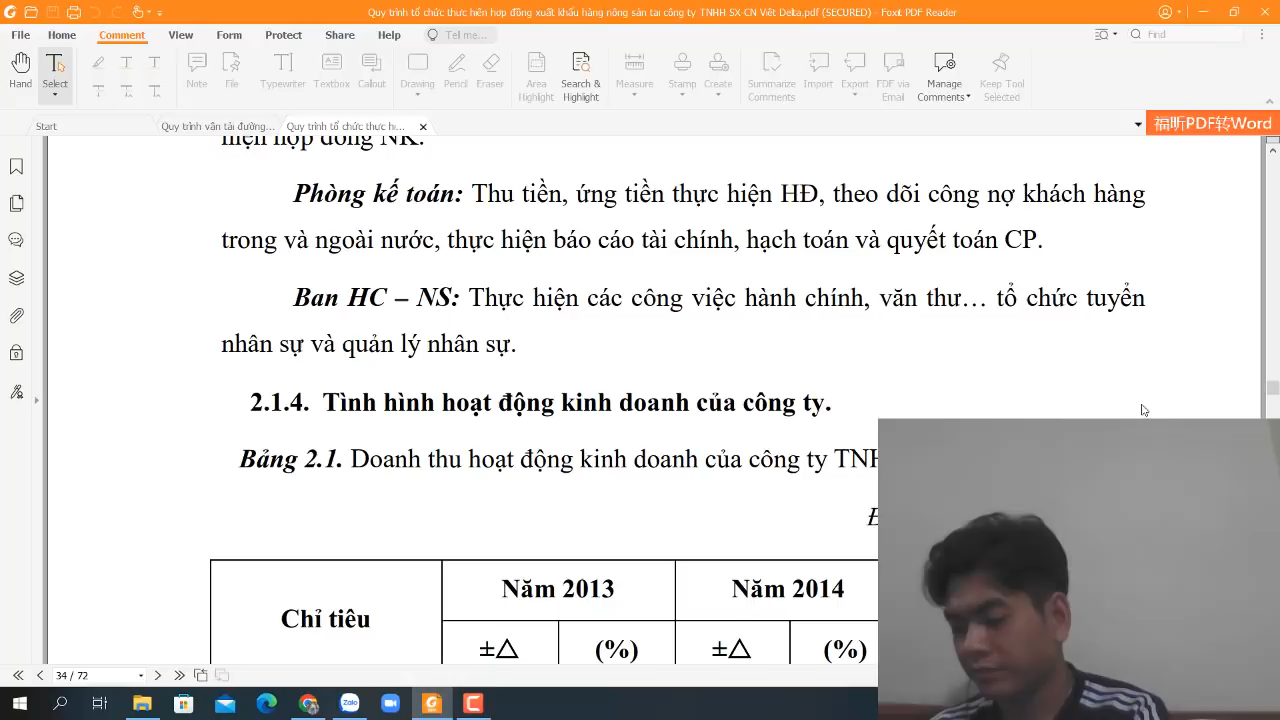 Quy trình tổ chức thực hiên hợp đồng xuất khẩu hàng nông sản tai công ty TNHH SX-CN Viêt Delta.pdf (SECURED) - Foxit PDF Reader
File Home Comment View Form Protect Share Help Tell me... Find
Hand Select Note File Typewriter Textbox Callout Drawing Pencil Eraser Area Highlight Search & Highlight Measure Stamp Create Summarize Comments Import Export FDF via Email Manage Comments Keep Tool Selected
Start Quy trình vận tải đường... Quy trình tổ chức thực h... 福昕PDF转Word
hiện hợp đồng NK.
Phòng kế toán: Thu tiền, ứng tiền thực hiện HĐ, theo dõi công nợ khách hàng
trong và ngoài nước, thực hiện báo cáo tài chính, hạch toán và quyết toán CP.
Ban HC – NS: Thực hiện các công việc hành chính, văn thư… tổ chức tuyển
nhân sự và quản lý nhân sự.
2.1.4. Tình hình hoạt động kinh doanh của công ty.
Bảng 2.1. Doanh thu hoạt động kinh doanh của công ty TNH
Chỉ tiêu Năm 2013 Năm 2014
±△ (%) ±△ (%)
34 / 72
Zalo